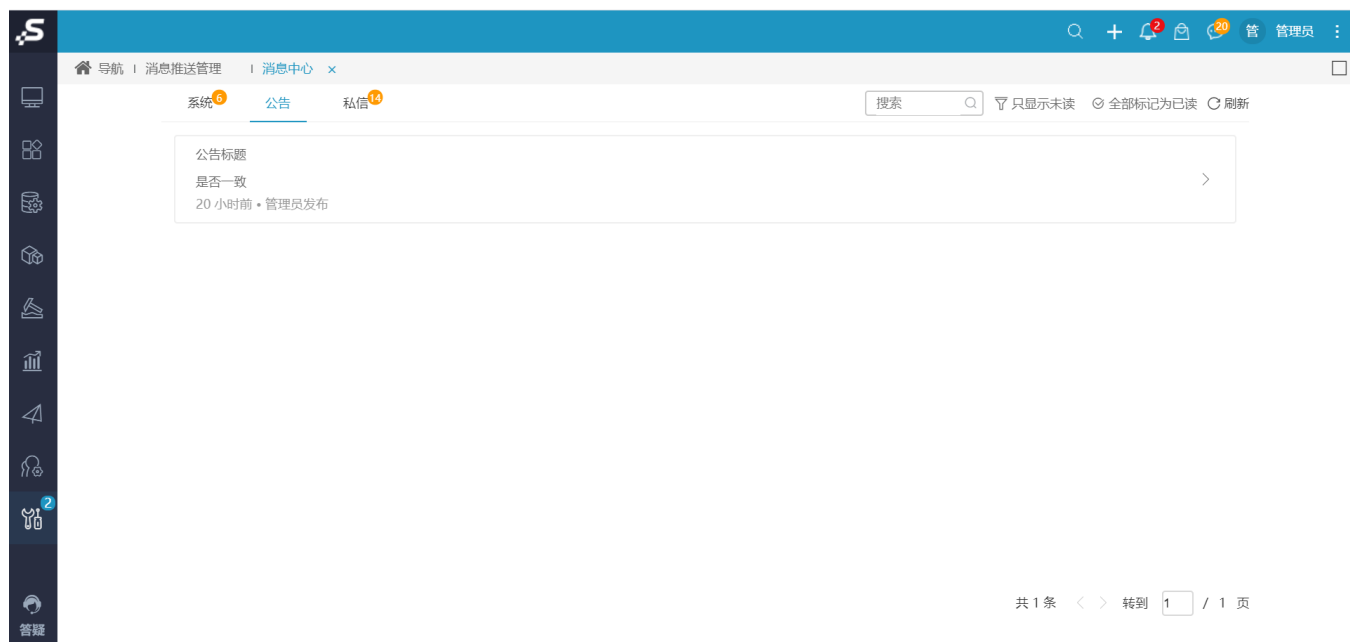 S
2
20
管 管理员
导航 消息推送管理 消息中心 ×
系统 6 公告 私信 14
搜索 只显示未读 全部标记为已读 刷新
公告标题
是否一致
20 小时前 • 管理员发布
2
共 1 条 转到 1 / 1 页
答疑